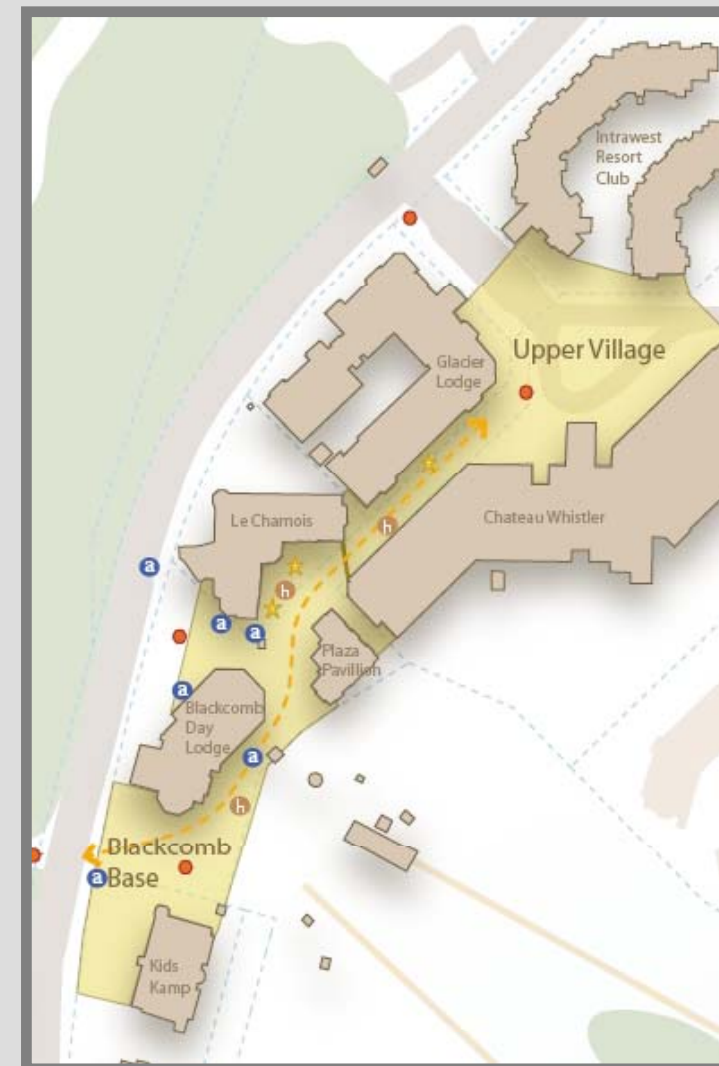 Intrawest
Resort
Club
Upper Village
Glacier
Lodge
Le Chamois
Chateau Whistler
h
a
h
a
a
Plaza
Pavillion
a
Blackcomb
Day
Lodge
a
h
Blackcomb
Base
a
Kids
Kamp